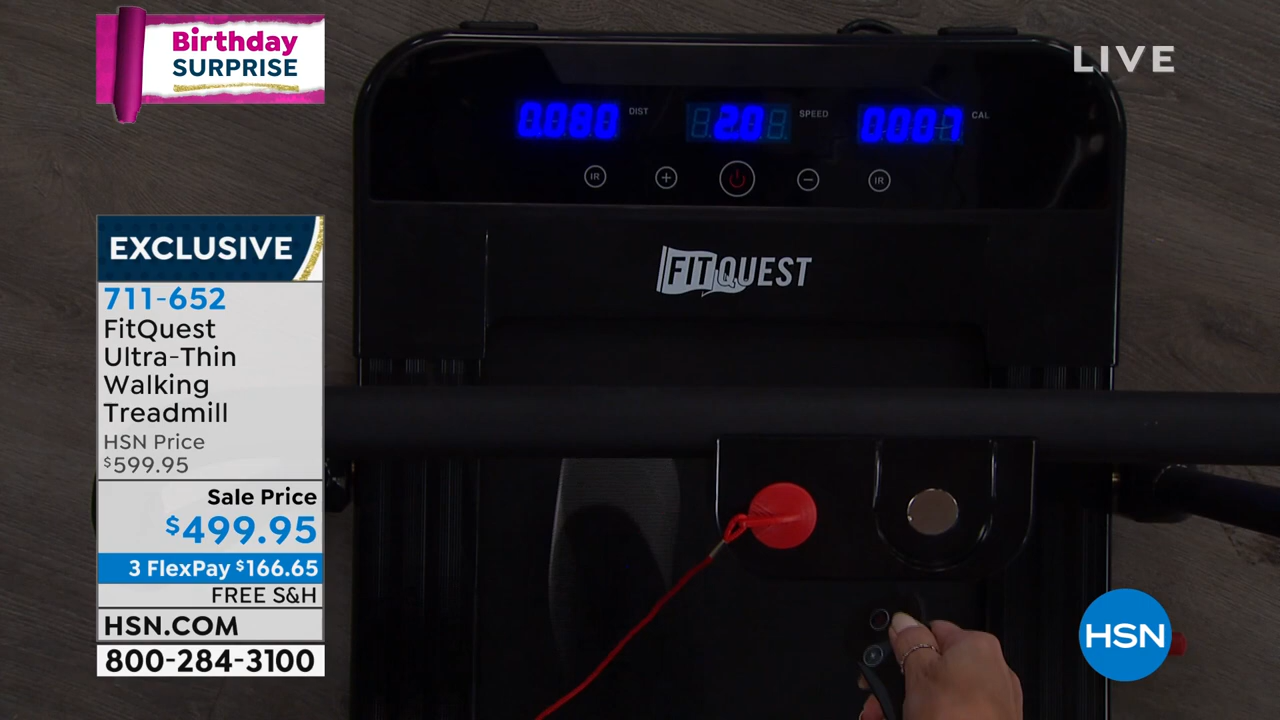 Birthday
SURPRISE
LIVE
0.080 DIST
2.0 SPEED
0007 CAL
IR
IR
FITQUEST
EXCLUSIVE
711-652
FitQuest
Ultra-Thin
Walking
Treadmill
HSN Price
$599.95
Sale Price
$499.95
3 FlexPay $166.65
FREE S&H
HSN.COM
800-284-3100
HSN